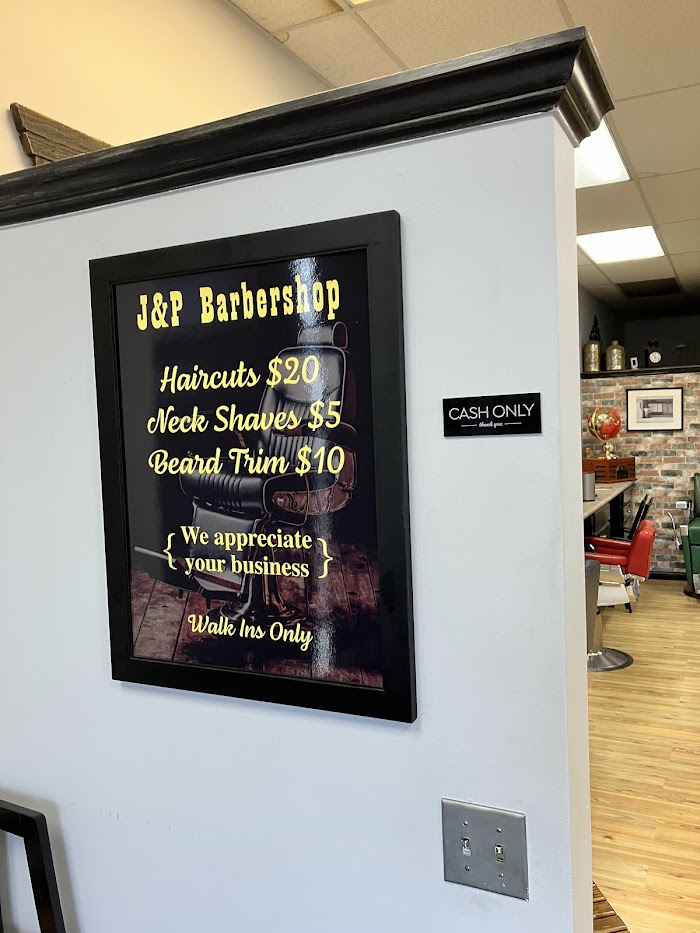 J&P Barbershop
Haircuts $20
Neck Shaves $5
Beard Trim $10
{ We appreciate
your business }
Walk Ins Only
CASH ONLY
thank you